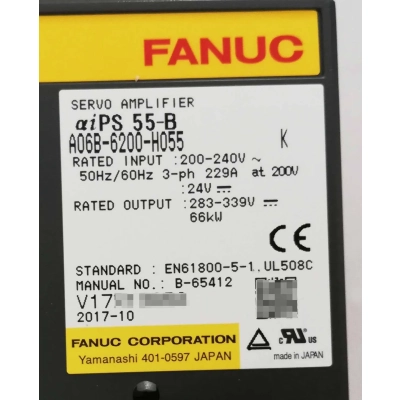 FANUC
SERVO AMPLIFIER
αiPS 55-B
A06B-6200-H055 K
RATED INPUT : 200-240V ~
50Hz/60Hz 3-ph 229A at 200V
: 24V ⎓
RATED OUTPUT : 283-339V ⎓
66kW
CE
STANDARD : EN61800-5-1.UL508C
MANUAL NO. : B-65412
V17
2017-10
FANUC CORPORATION
Yamanashi 401-0597 JAPAN
c RU us
made in JAPAN